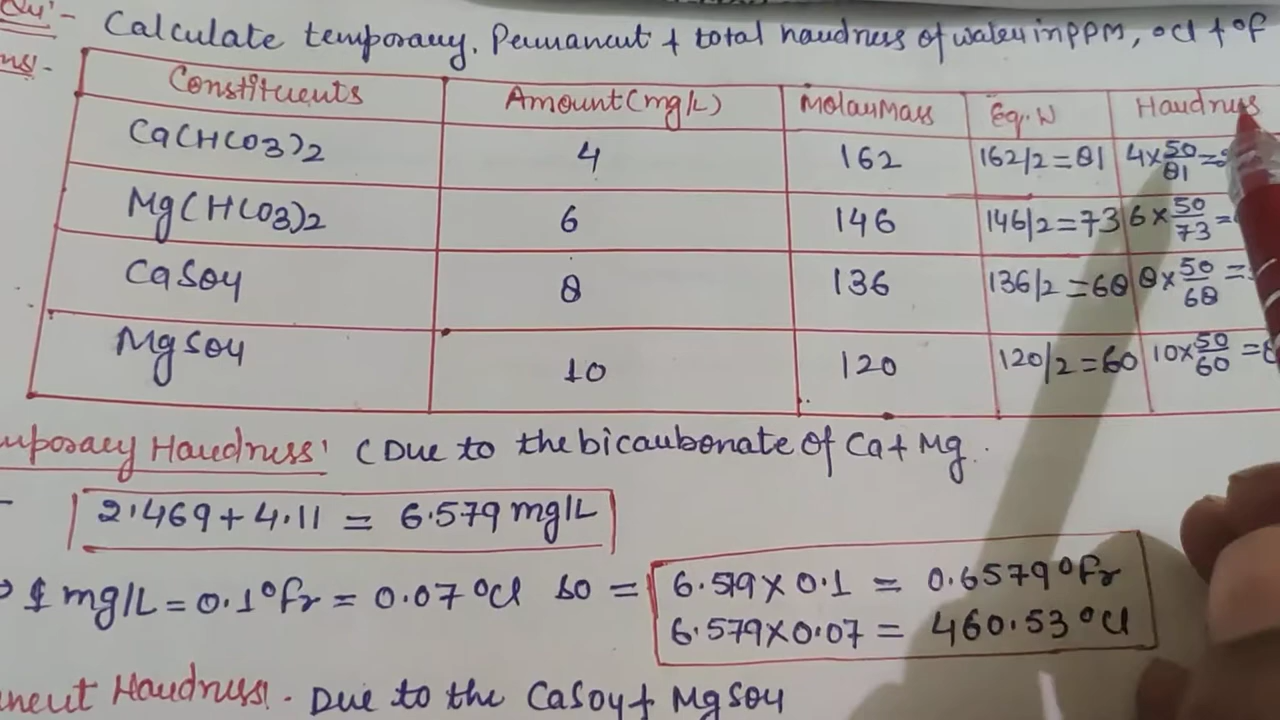 Qu:- Calculate temporary, Permanent + total hardness of water in PPM, °Cl + °F
ns:-
Constituents Amount(mg/L) Molar Mass Eq.W Hardness
Ca(HCO3)2 4 162 162/2=81 4×50/81=
Mg(HCO3)2 6 146 146/2=73 6×50/73=
CaSO4 8 136 136/2=68 8×50/68=
MgSO4 10 120 120/2=60 10×50/60=8
mporary Hardness: (Due to the bicarbonate of Ca+Mg.
2.469+4.11 = 6.579 mg/L
1 mg/L=0.1°Fr=0.07°Cl so = 6.579×0.1 = 0.6579°Fr
6.579×0.07 = 460.53°Cl
anent Hardness. Due to the CaSO4+ MgSO4